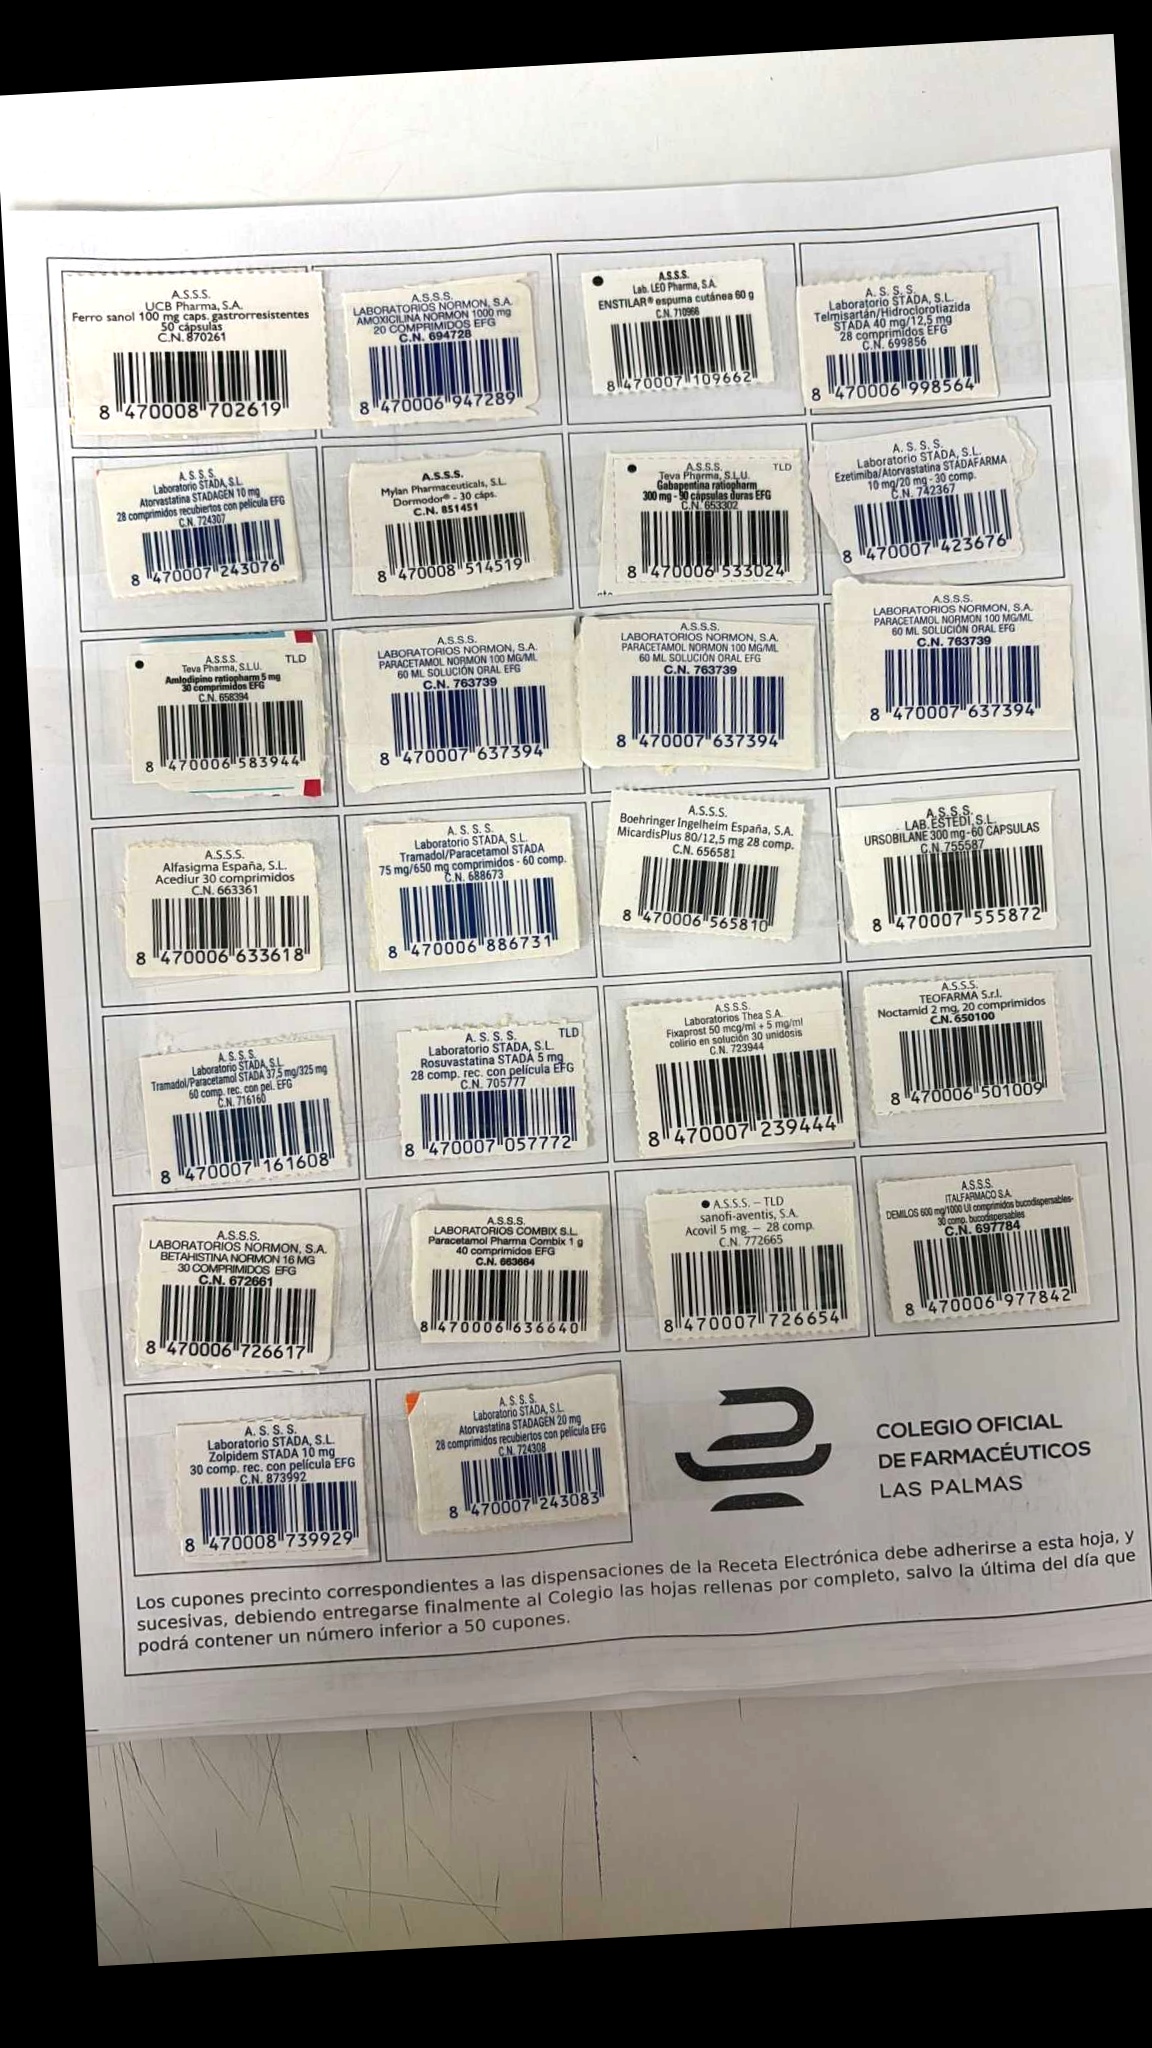 A.S.S.S.
UCB Pharma, S.A.
Ferro sanol 100 mg caps. gastrorresistentes
50 cápsulas
C.N. 870261
8 470008 702619
A.S.S.S.
LABORATORIOS NORMON, S.A.
AMOXICILINA NORMON 1000 mg
20 COMPRIMIDOS EFG
C.N. 694728
8 470006 947289
A.S.S.S.
Lab. LEO Pharma, S.A.
ENSTILAR® espuma cutánea 60 g
C.N. 710966
8 470007 109662
A. S. S. S.
Laboratorio STADA, S.L.
Telmisartán/Hidroclorotiazida
STADA 40 mg/12,5 mg
28 comprimidos EFG
C.N. 699856
8 470006 998564
A. S. S. S.
Laboratorio STADA, S.L.
Atorvastatina STADAGEN 10 mg
28 comprimidos recubiertos con película EFG
C.N. 724307
8 470007 243076
A.S.S.S.
Mylan Pharmaceuticals, S.L.
Dormodor® - 30 cáps.
C.N. 851451
8 470008 514519
A.S.S.S. TLD
Teva Pharma, S.L.U.
Gabapentina ratiopharm
300 mg - 90 cápsulas duras EFG
C.N. 653302
8 470006 533024
A. S. S. S.
Laboratorio STADA, S.L.
Ezetimiba/Atorvastatina STADAFARMA
10 mg/20 mg - 30 comp.
C.N. 742367
8 470007 423676
A.S.S.S. TLD
Teva Pharma, S.L.U.
Amlodipino ratiopharm 5 mg
30 comprimidos EFG
C.N. 658394
8 470006 583944
A.S.S.S.
LABORATORIOS NORMON, S.A.
PARACETAMOL NORMON 100 MG/ML
60 ML SOLUCIÓN ORAL EFG
C.N. 763739
8 470007 637394
A.S.S.S.
LABORATORIOS NORMON, S.A.
PARACETAMOL NORMON 100 MG/ML
60 ML SOLUCIÓN ORAL EFG
C.N. 763739
8 470007 637394
A.S.S.S.
LABORATORIOS NORMON, S.A.
PARACETAMOL NORMON 100 MG/ML
60 ML SOLUCIÓN ORAL EFG
C.N. 763739
8 470007 637394
A.S.S.S.
Alfasigma España, S.L.
Acediur 30 comprimidos
C.N. 663361
8 470006 633618
A. S. S. S.
Laboratorio STADA, S.L.
Tramadol/Paracetamol STADA
75 mg/650 mg comprimidos - 60 comp.
C.N. 688673
8 470006 886731
A.S.S.S.
Boehringer Ingelheim España, S.A.
MicardisPlus 80/12,5 mg 28 comp.
C.N. 656581
8 470006 565810
A.S.S.S.
LAB. ESTEDI, S.L.
URSOBILANE 300 mg-60 CAPSULAS
C.N. 755587
8 470007 555872
A. S. S. S.
Laboratorio STADA, S.L.
Tramadol/Paracetamol STADA 37,5 mg/325 mg
60 comp. rec. con pel. EFG
C.N. 716160
8 470007 161608
A. S. S. S. TLD
Laboratorio STADA, S.L.
Rosuvastatina STADA 5 mg
28 comp. rec. con película EFG
C.N. 705777
8 470007 057772
A.S.S.S.
Laboratorios Thea S.A.
Fixaprost 50 mcg/ml + 5 mg/ml
colirio en solución 30 unidosis
C.N. 723944
8 470007 239444
A.S.S.S.
TEOFARMA S.r.l.
Noctamid 2 mg, 20 comprimidos
C.N. 650100
8 470006 501009
A.S.S.S.
LABORATORIOS NORMON, S.A.
BETAHISTINA NORMON 16 MG
30 COMPRIMIDOS EFG
C.N. 672661
8 470006 726617
A.S.S.S.
LABORATORIOS COMBIX S.L.
Paracetamol Pharma Combix 1 g
40 comprimidos EFG
C.N. 663664
8 470006 636640
A.S.S.S. – TLD
sanofi-aventis, S.A.
Acovil 5 mg. – 28 comp.
C.N. 772665
8 470007 726654
A.S.S.S.
ITALFARMACO S.A.
DEMILOS 600 mg/1000 UI comprimidos bucodispersables-
30 comp. bucodispersables
C.N. 697784
8 470006 977842
A. S. S. S.
Laboratorio STADA, S.L.
Zolpidem STADA 10 mg
30 comp. rec. con película EFG
C.N. 873992
8 470008 739929
A. S. S. S.
Laboratorio STADA, S.L.
Atorvastatina STADAGEN 20 mg
28 comprimidos recubiertos con película EFG
C.N. 724308
8 470007 243083
COLEGIO OFICIAL
DE FARMACÉUTICOS
LAS PALMAS
Los cupones precinto correspondientes a las dispensaciones de la Receta Electrónica debe adherirse a esta hoja, y
sucesivas, debiendo entregarse finalmente al Colegio las hojas rellenas por completo, salvo la última del día que
podrá contener un número inferior a 50 cupones.